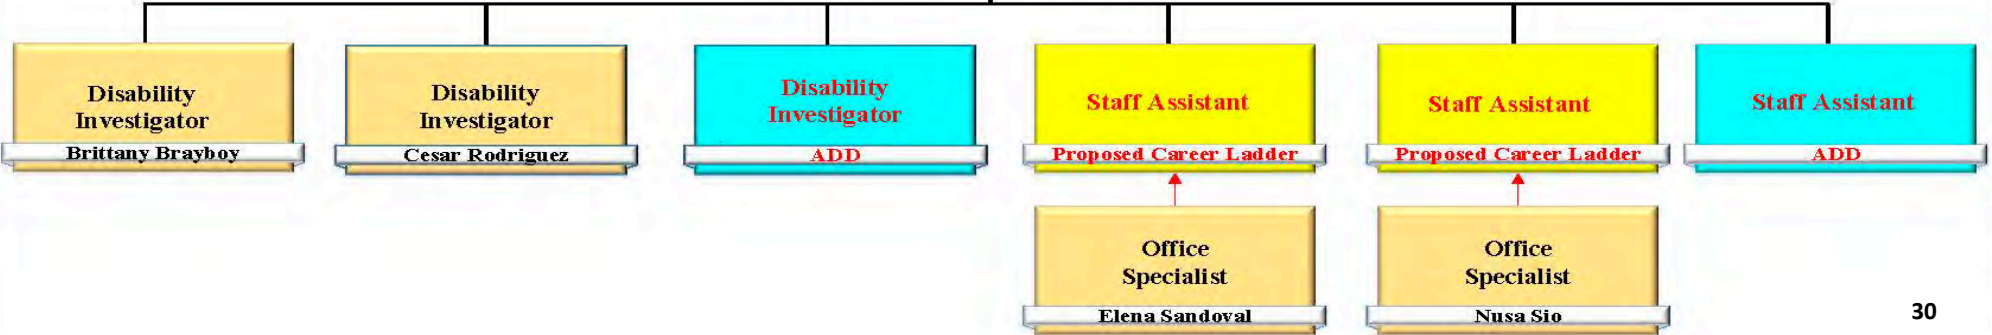 Disability
Investigator
Brittany Brayboy
Disability
Investigator
Cesar Rodriguez
Disability
Investigator
ADD
Staff Assistant
Proposed Career Ladder
Staff Assistant
Proposed Career Ladder
Staff Assistant
ADD
Office
Specialist
Elena Sandoval
Office
Specialist
Nusa Sio
30